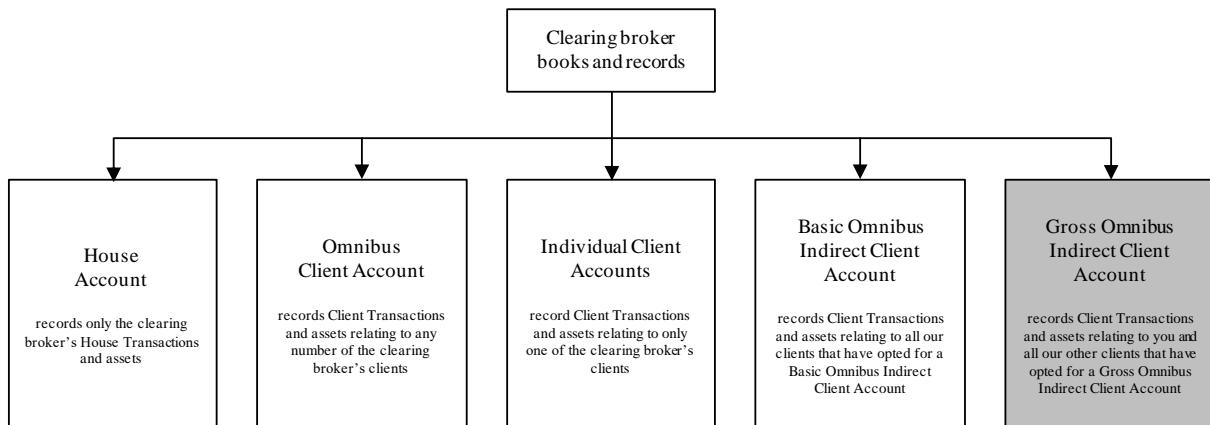 Clearing broker
books and records
House
Account
records only the clearing
broker's House Transactions
and assets
Omnibus
Client Account
records Client Transactions
and assets relating to any
number of the clearing
broker's clients
Individual Client
Accounts
record Client Transactions
and assets relating to only
one of the clearing broker's
clients
Basic Omnibus
Indirect Client
Account
records Client Transactions
and assets relating to all our
clients that have opted for a
Basic Omnibus Indirect
Client Account
Gross Omnibus
Indirect Client
Account
records Client Transactions
and assets relating to you and
all our other clients that have
opted for a Gross Omnibus
Indirect Client Account